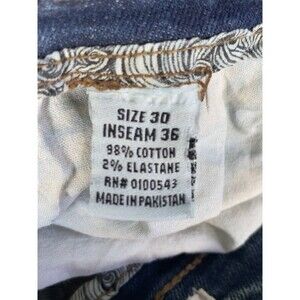 SIZE 30
INSEAM 36
98% COTTON
2% ELASTANE
RN# 0100543
MADE IN PAKISTAN